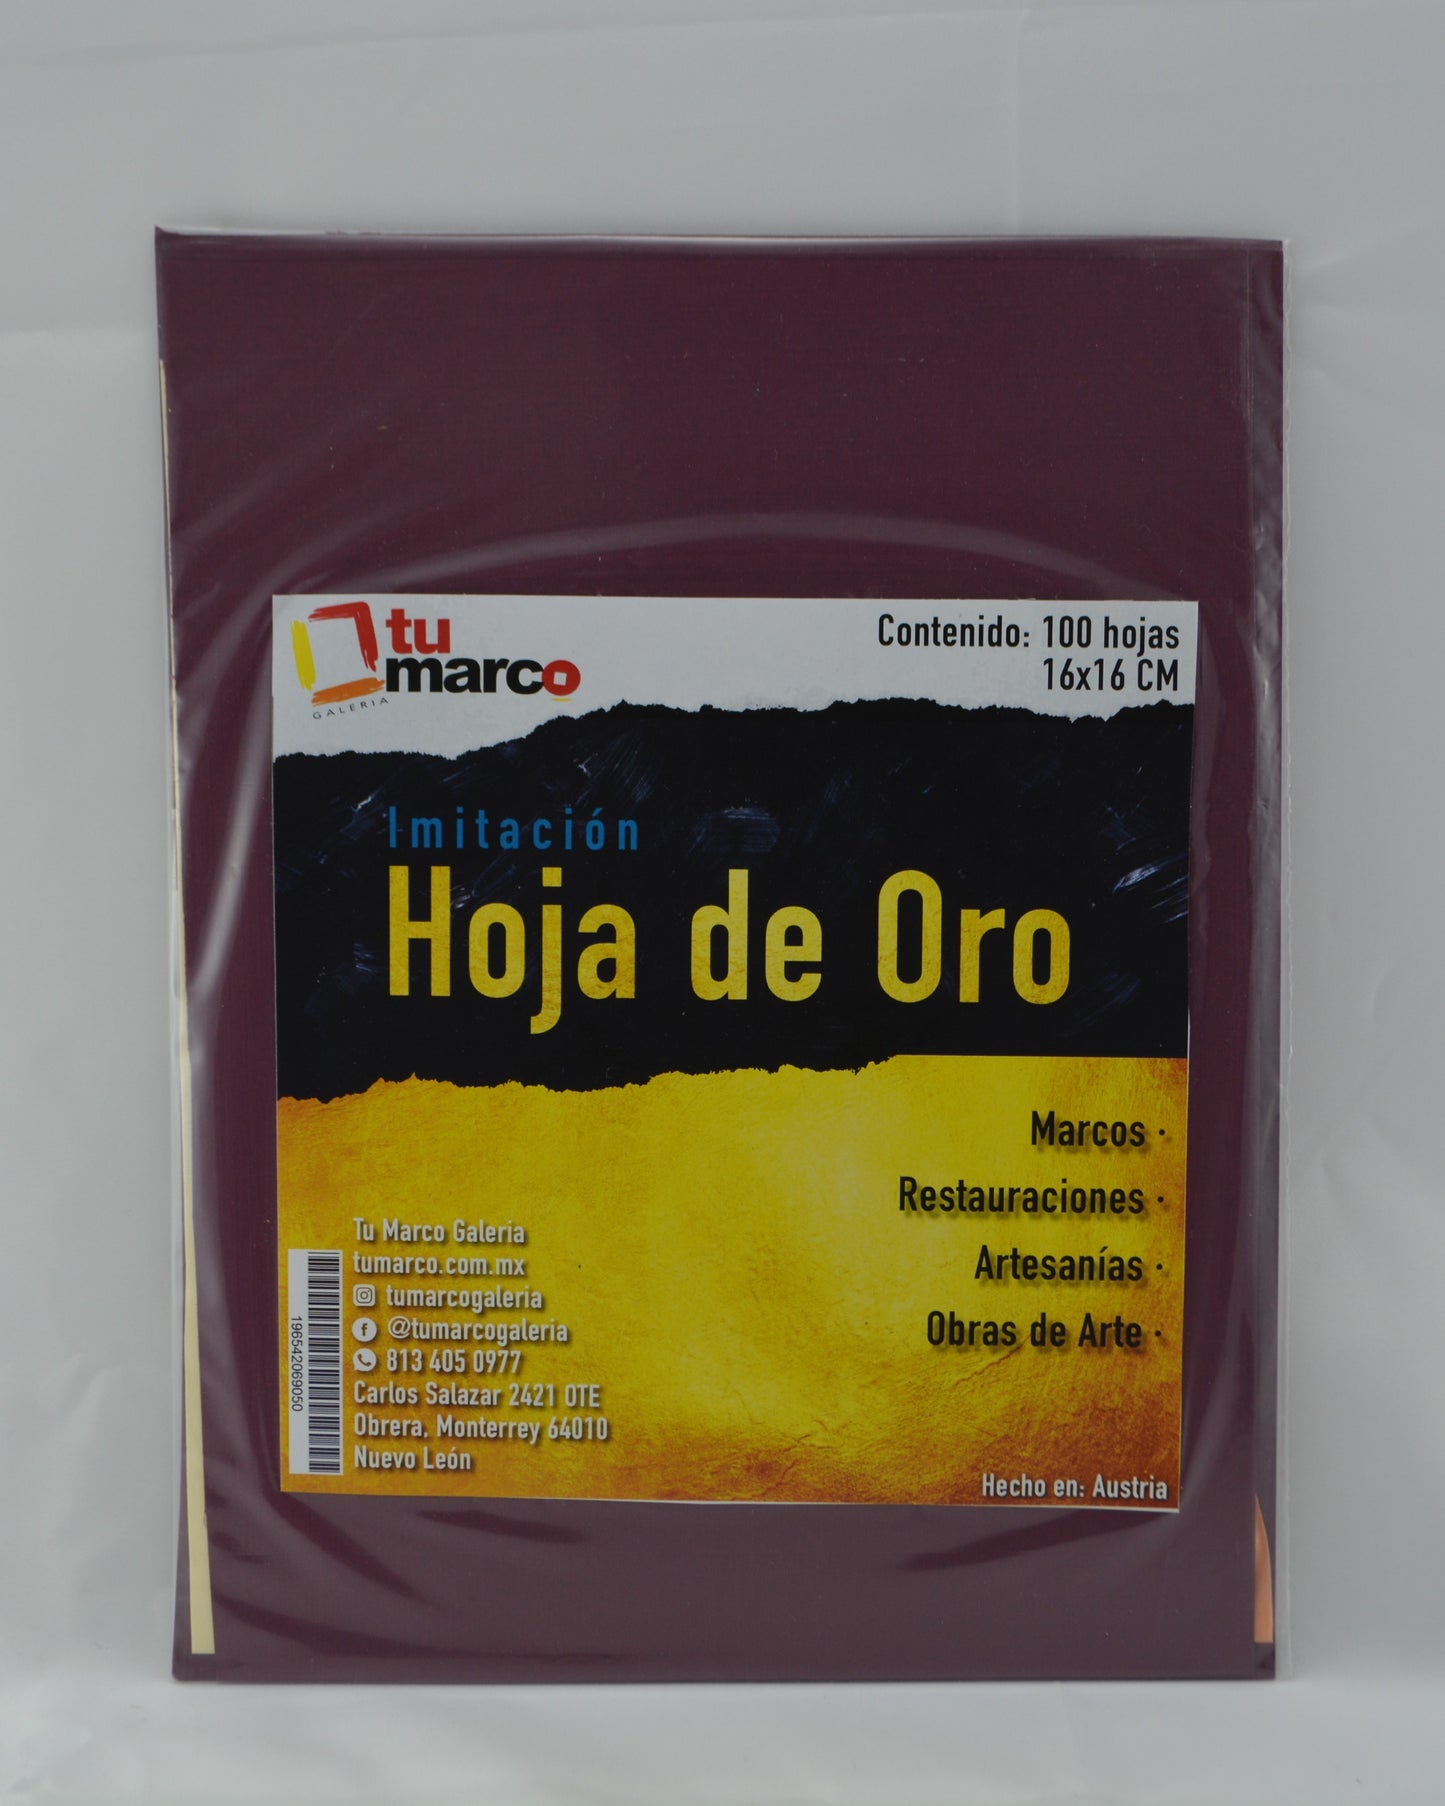 tu
marco
GALERIA
Contenido: 100 hojas
16x16 CM
Imitación
Hoja de Oro
Marcos ·
Restauraciones ·
Artesanías ·
Obras de Arte ·
Tu Marco Galeria
tumarco.com.mx
tumarcogaleria
@tumarcogaleria
813 405 0977
Carlos Salazar 2421 OTE
Obrera, Monterrey 64010
Nuevo León
196542069050
Hecho en: Austria